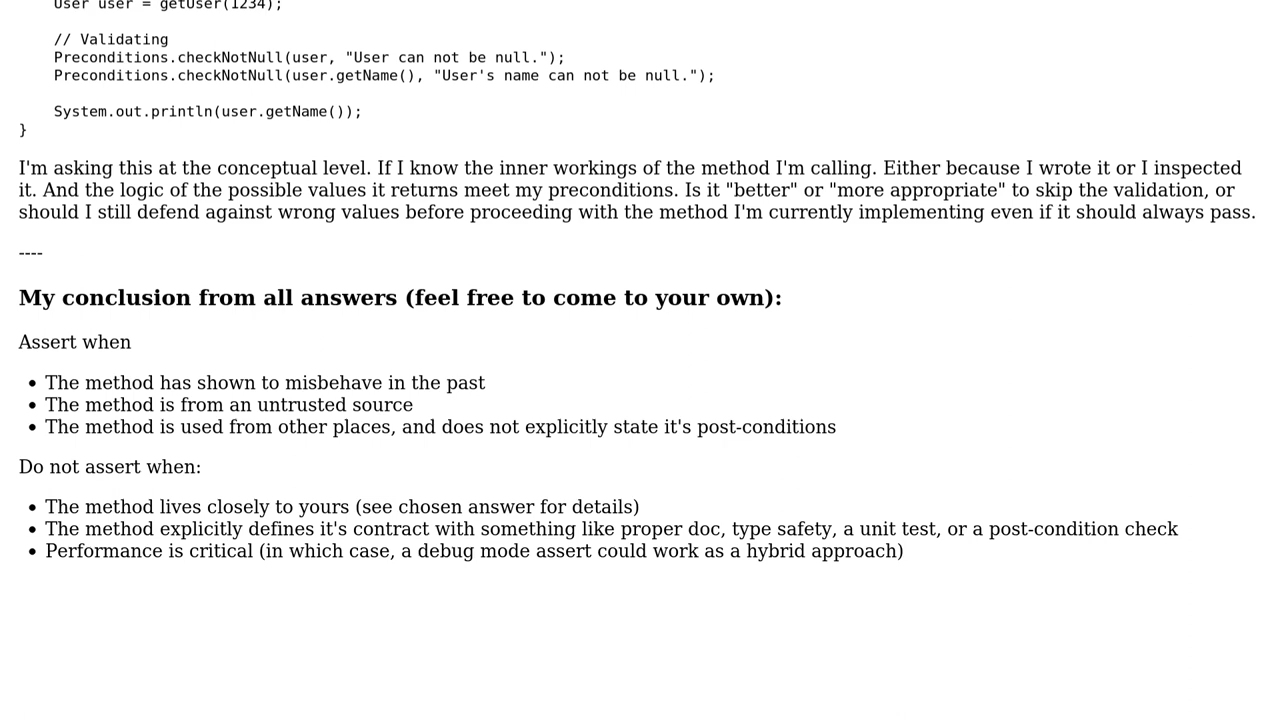 User user = getUser(1234);
// Validating
Preconditions.checkNotNull(user, "User can not be null.");
Preconditions.checkNotNull(user.getName(), "User's name can not be null.");
System.out.println(user.getName());
}
I'm asking this at the conceptual level. If I know the inner workings of the method I'm calling. Either because I wrote it or I inspected
it. And the logic of the possible values it returns meet my preconditions. Is it "better" or "more appropriate" to skip the validation, or
should I still defend against wrong values before proceeding with the method I'm currently implementing even if it should always pass.
----
My conclusion from all answers (feel free to come to your own):
Assert when
• The method has shown to misbehave in the past
• The method is from an untrusted source
• The method is used from other places, and does not explicitly state it's post-conditions
Do not assert when:
• The method lives closely to yours (see chosen answer for details)
• The method explicitly defines it's contract with something like proper doc, type safety, a unit test, or a post-condition check
• Performance is critical (in which case, a debug mode assert could work as a hybrid approach)